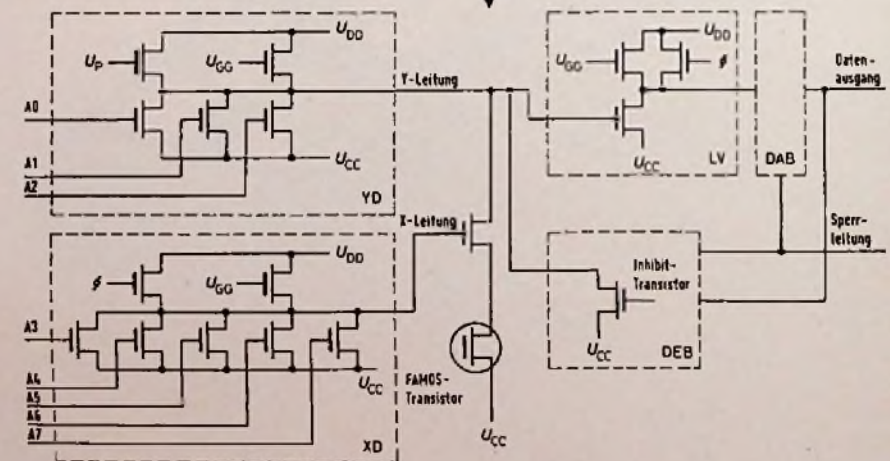 U_DD
U_P
U_GG
A0
A1
A2
U_CC
YD
Y-Leitung
U_DD
U_GG
ϕ
U_CC
LV
DAB
Daten-
ausgang
Sperr-
leitung
X-Leitung
U_DD
ϕ
U_GG
A3
A4
A5
A6
A7
U_CC
XD
FAMOS-
Transistor
U_CC
Inhibit-
Transistor
U_CC
DEB